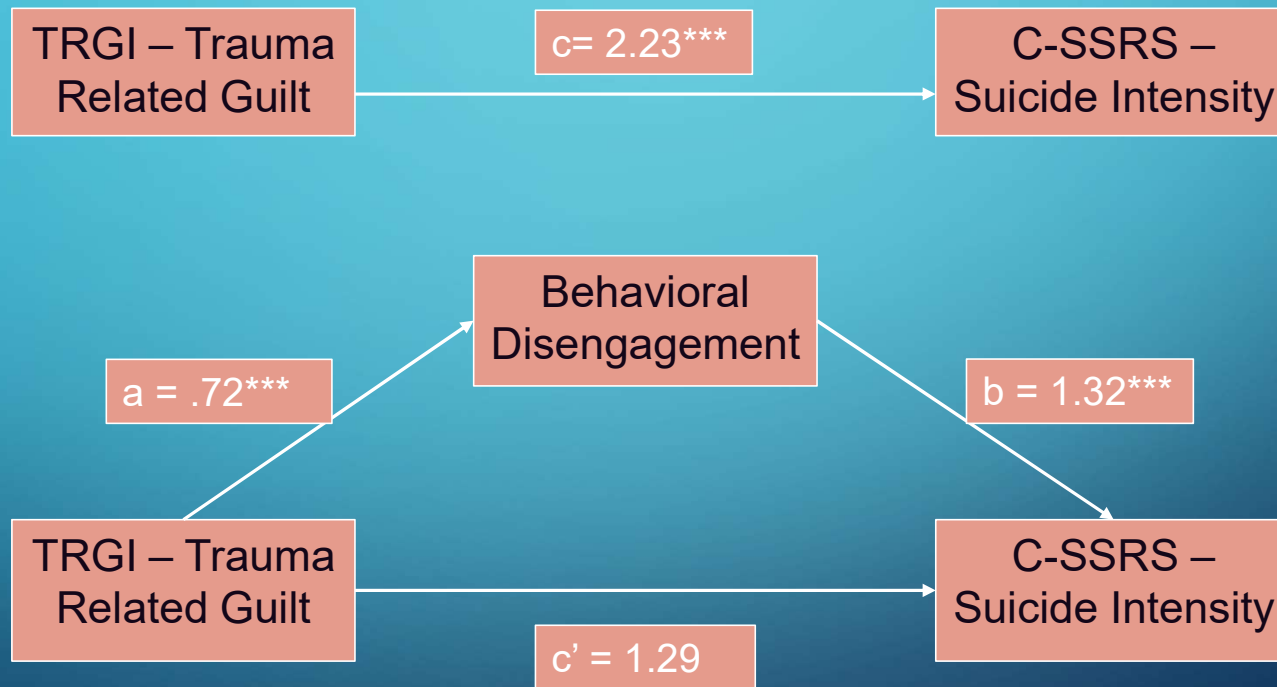 TRGI – Trauma
Related Guilt
c= 2.23***
C-SSRS –
Suicide Intensity
Behavioral
Disengagement
a = .72***
b = 1.32***
TRGI – Trauma
Related Guilt
c’ = 1.29
C-SSRS –
Suicide Intensity